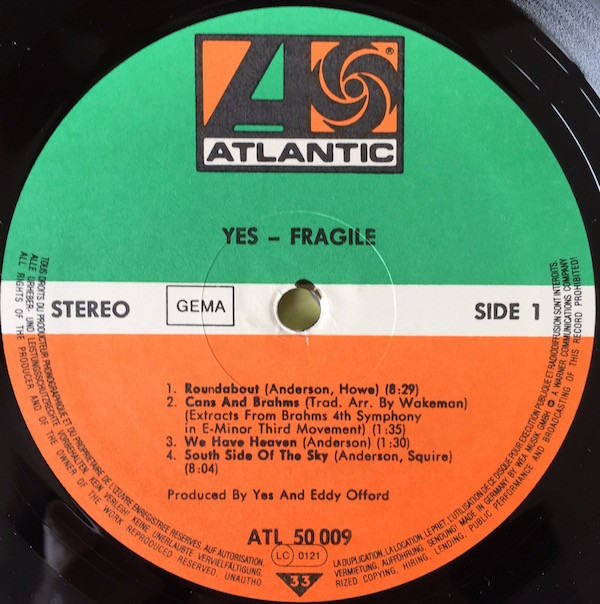 ATLANTIC
®
YES – FRAGILE
STEREO
GEMA
SIDE 1
1. Roundabout (Anderson, Howe) (8:29)
2. Cans And Brahms (Trad. Arr. By Wakeman)
(Extracts From Brahms 4th Symphony
in E-Minor Third Movement) (1:35)
3. We Have Heaven (Anderson) (1:30)
4. South Side Of The Sky (Anderson, Squire)
(8:04)
Produced By Yes And Eddy Offord
ATL 50 009
LC 0121
33
TOUS DROITS DU PRODUCTEUR PHONOGRAPHIQUE ET DU PROPRIETAIRE DE L'ŒUVRE ENREGISTREE RESERVES. SAUF AUTORISATION,
LA DUPLICATION, LA LOCATION, LE PRET, L'UTILISATION DE CE DISQUE POUR EXECUTION PUBLIQUE ET RADIODIFFUSION SONT INTERDITS.
ALLE URHEBER- UND LEISTUNGSSCHUTZRECHTE VORBEHALTEN. KEIN VERLEIH! KEINE UNERLAUBTE VERVIELFÄLTIGUNG,
VERMIETUNG, AUFFÜHRUNG, SENDUNG! MADE IN GERMANY BY WEA MUSIK GMBH Ⓟ A WARNER COMMUNICATIONS COMPANY
ALL RIGHTS OF THE PRODUCER AND OF THE OWNER OF THE WORK REPRODUCED RESERVED, UNAUTHO-
RIZED COPYING, HIRING, LENDING, PUBLIC PERFORMANCE AND BROADCASTING OF THIS RECORD PROHIBITED!